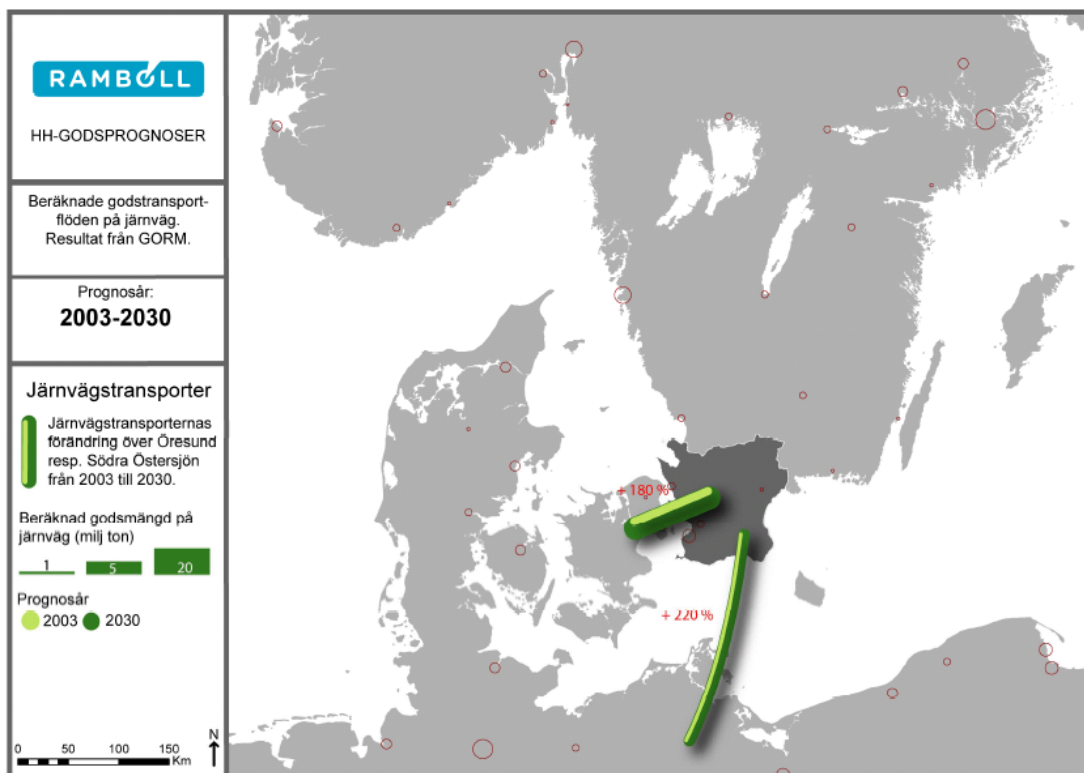 RAMBOLL
HH-GODSPROGNOSER
Beräknade godstransport-
flöden på järnväg.
Resultat från GORM.
Prognosår:
2003-2030
Järnvägstransporter
Järnvägstransporternas
förändring över Öresund
resp. Södra Östersjön
från 2003 till 2030.
Beräknad godsmängd på
järnväg (milj ton)
1 5 20
Prognosår
2003 2030
0 50 100 150
Km
N
+ 180 %
+ 220 %